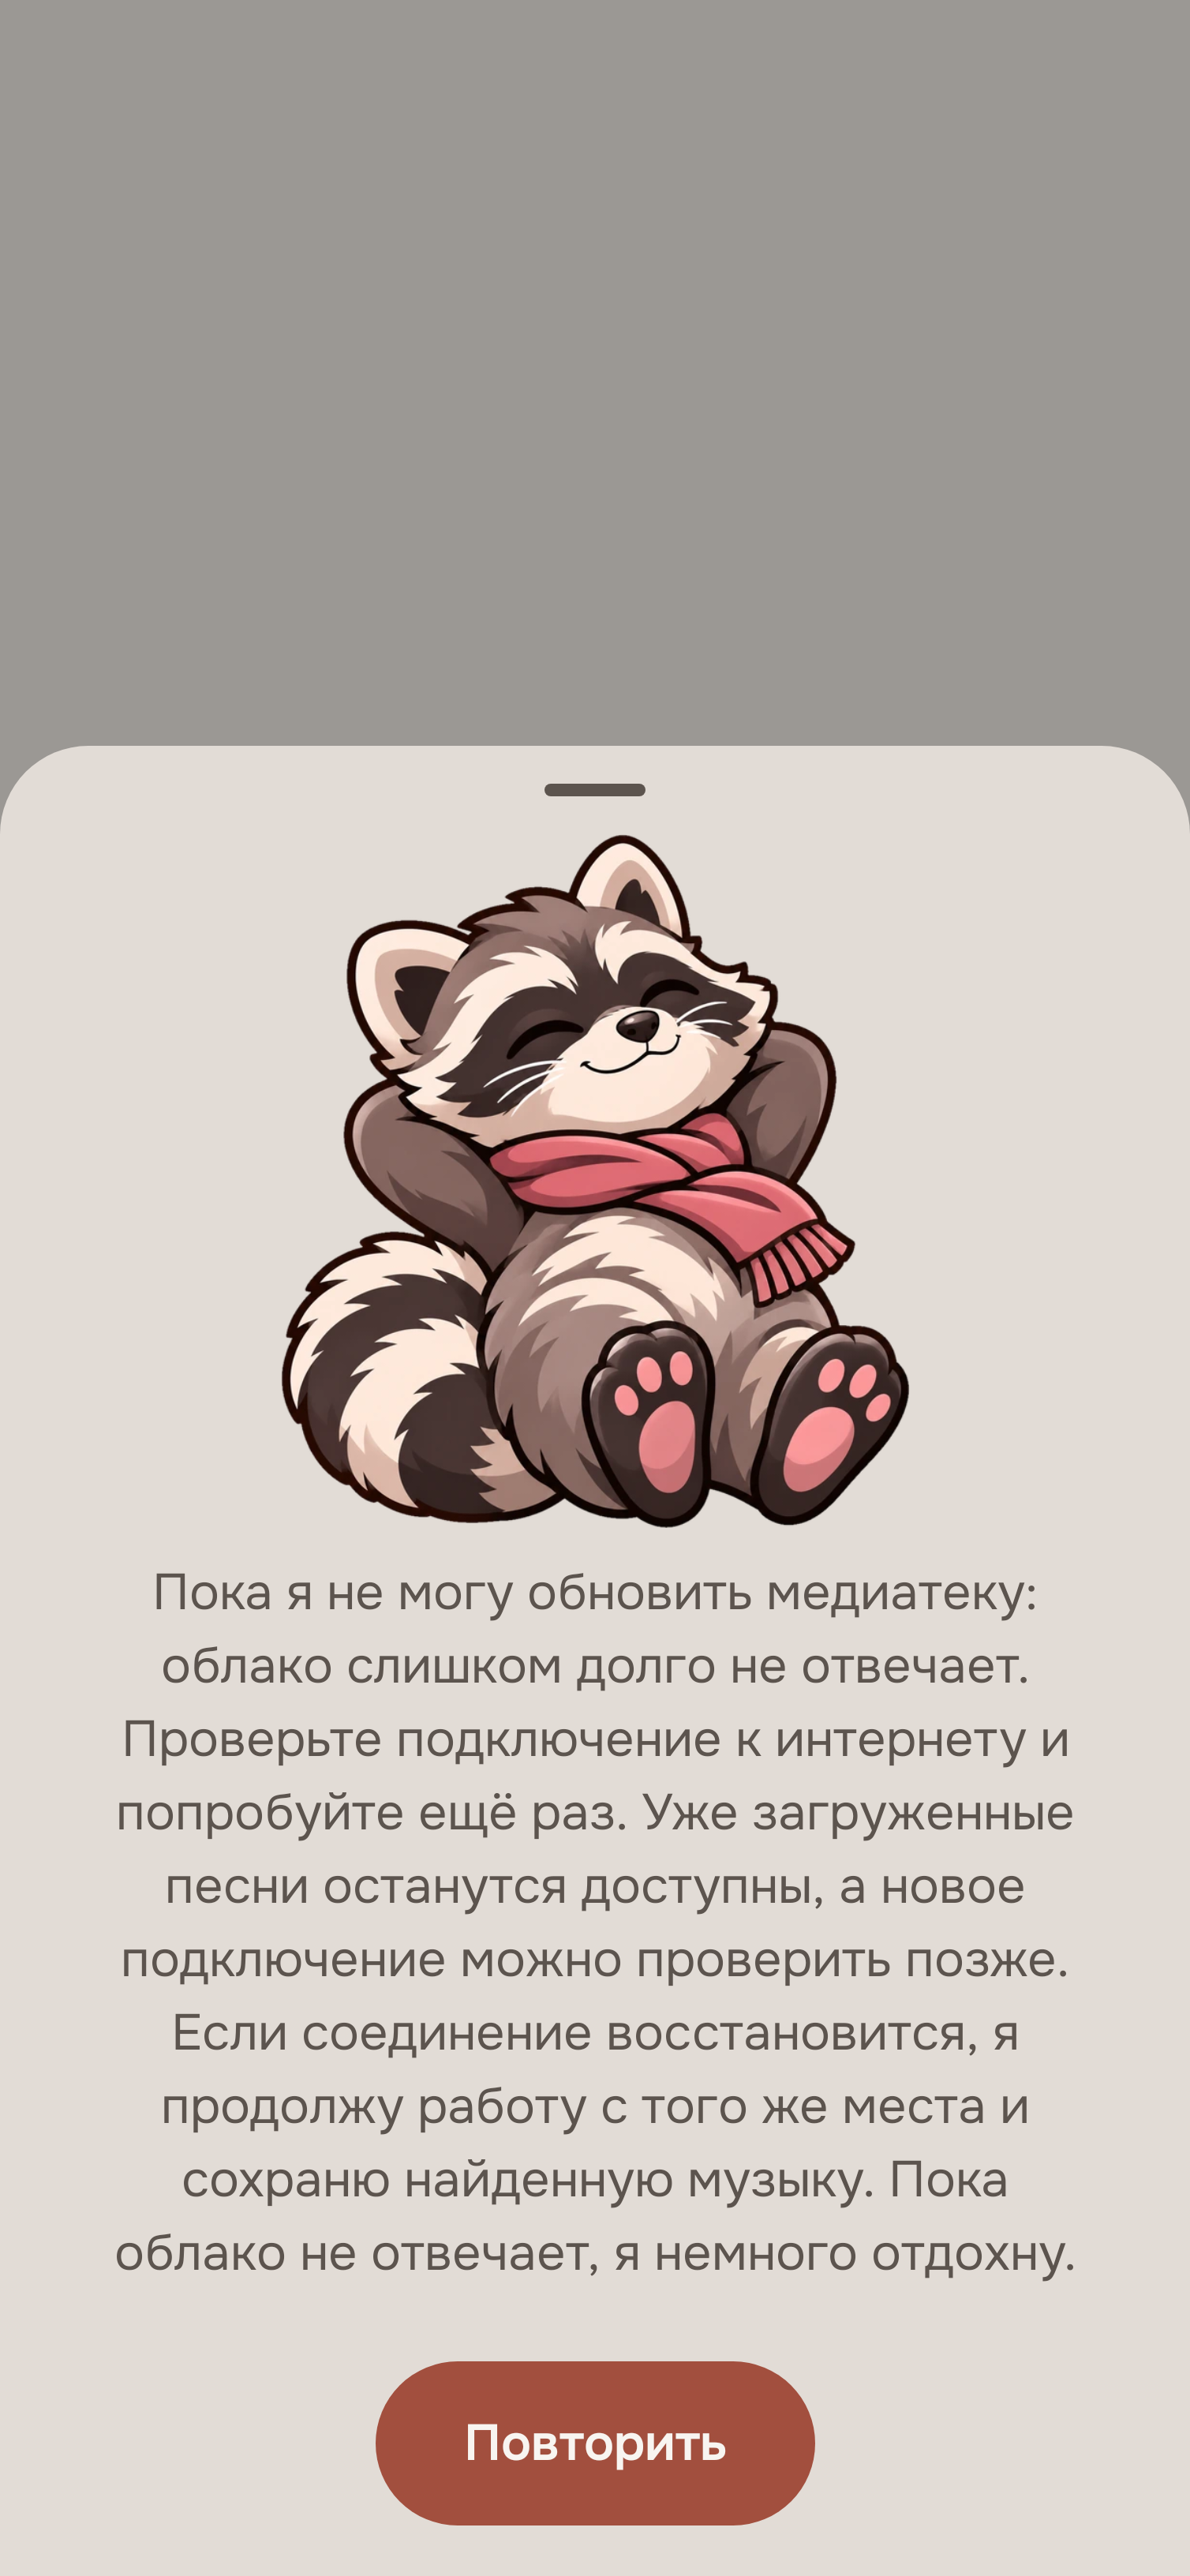 Пока я не могу обновить медиатеку:
облако слишком долго не отвечает.
Проверьте подключение к интернету и
попробуйте ещё раз. Уже загруженные
песни останутся доступны, а новое
подключение можно проверить позже.
Если соединение восстановится, я
продолжу работу с того же места и
сохраню найденную музыку. Пока
облако не отвечает, я немного отдохну.
Повторить